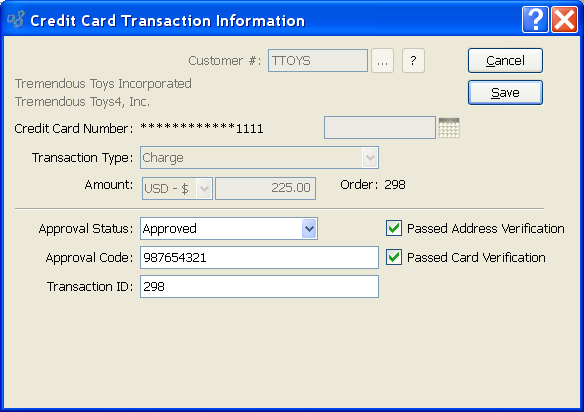 Credit Card Transaction Information
Customer #: TTOYS ... ? Cancel
Tremendous Toys Incorporated
Save
Tremendous Toys4, Inc.
Credit Card Number: ************1111
Transaction Type: Charge
Amount: USD - $ 225.00 Order: 298
Approval Status: Approved Passed Address Verification
Approval Code: 987654321 Passed Card Verification
Transaction ID: 298